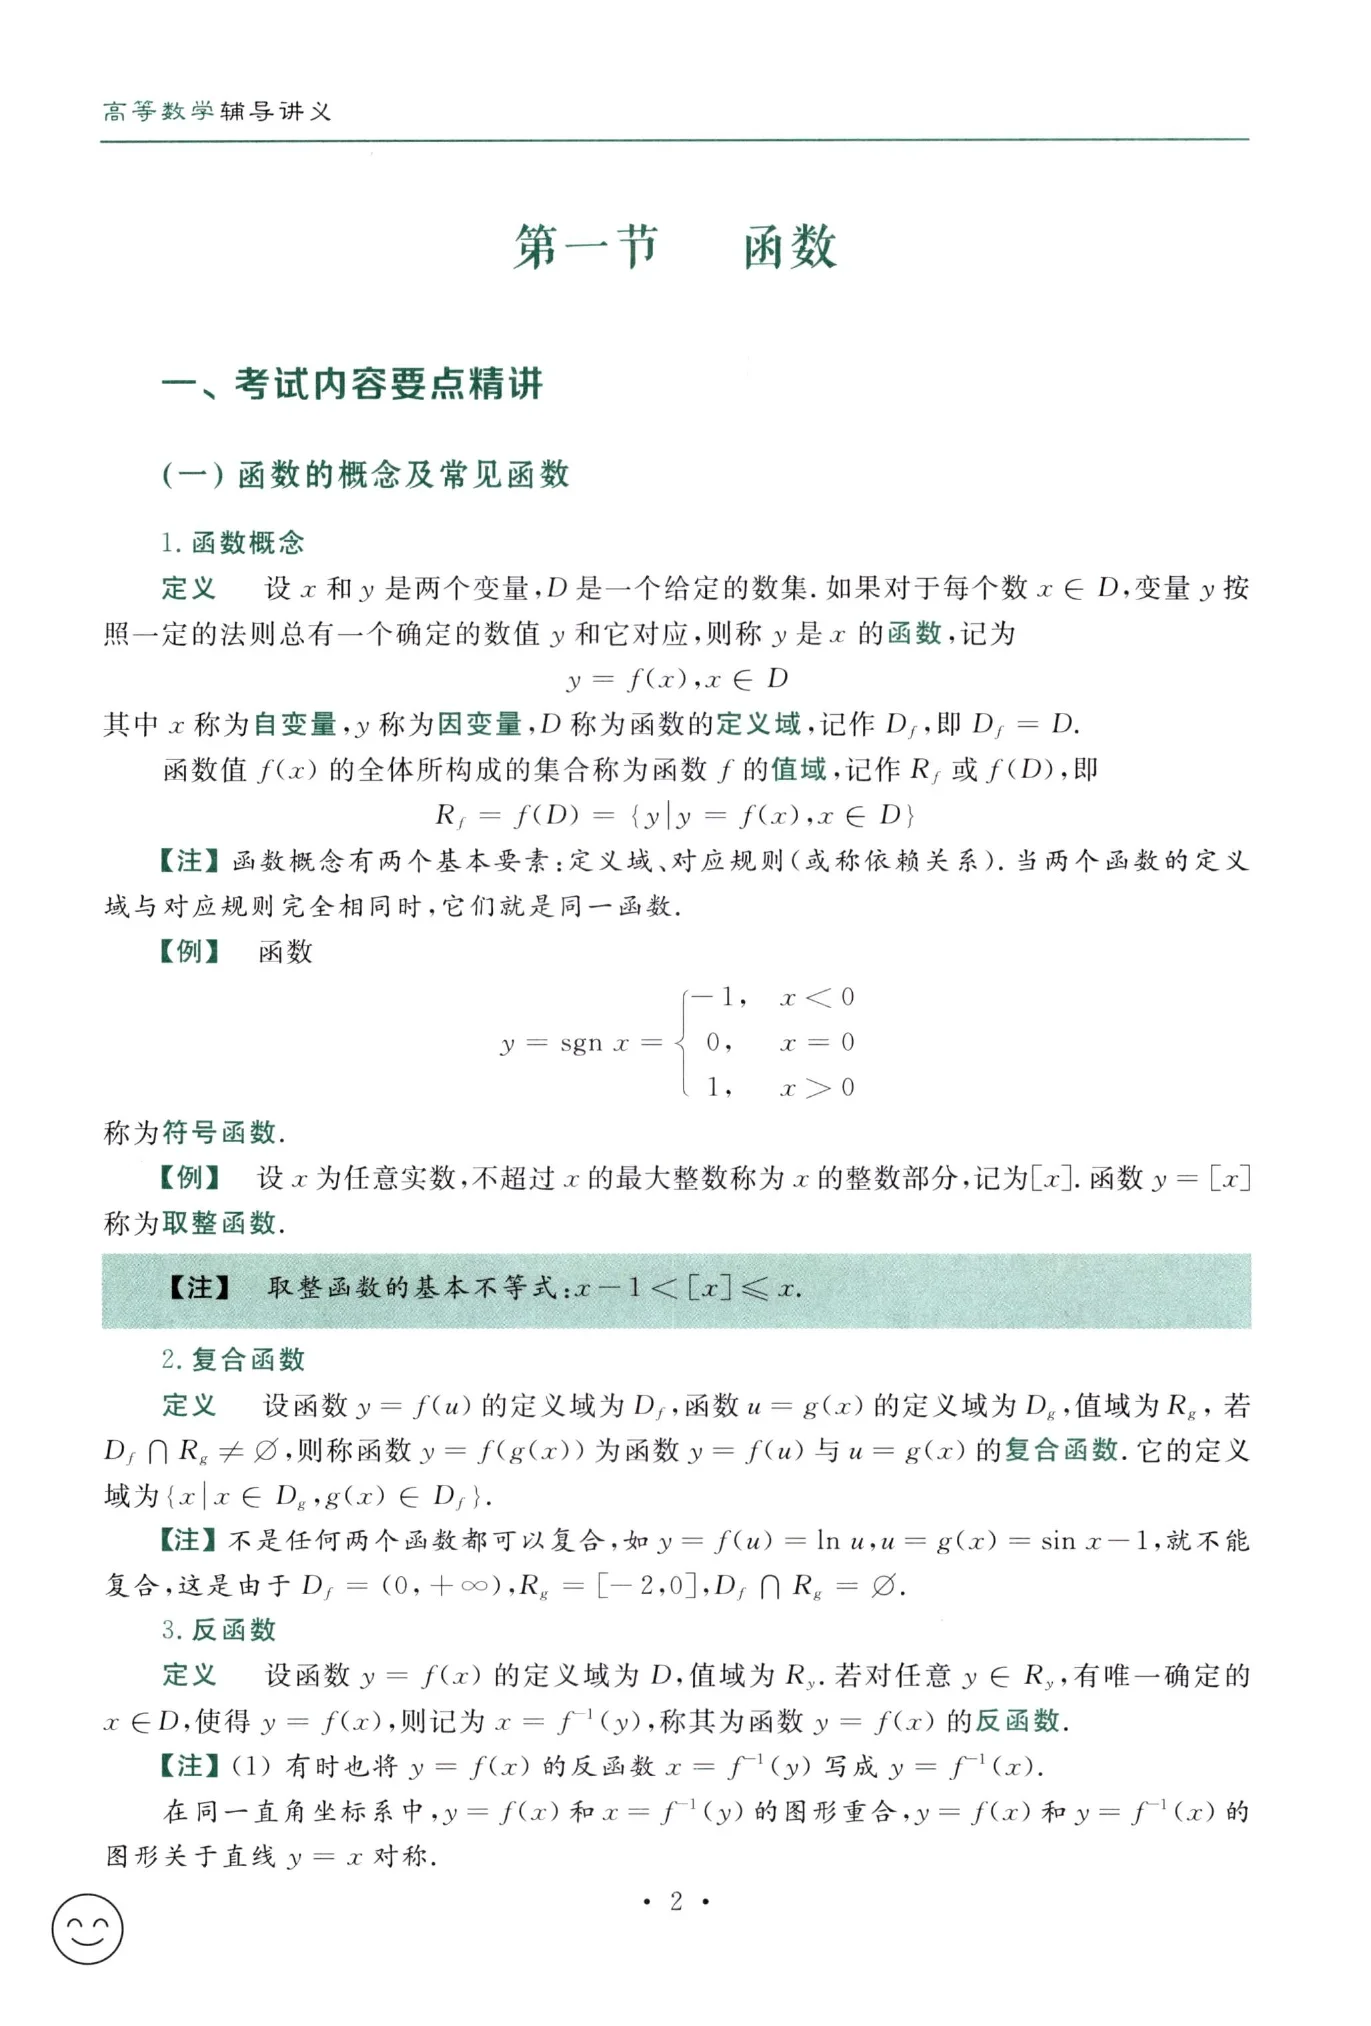 高等数学辅导讲义
第一节 函数
一、考试内容要点精讲
(一)函数的概念及常见函数
1.函数概念
定义 设 x 和 y 是两个变量,D 是一个给定的数集.如果对于每个数 x ∈ D,变量 y 按
照一定的法则总有一个确定的数值 y 和它对应,则称 y 是 x 的函数,记为
y = f(x),x ∈ D
其中 x 称为自变量,y 称为因变量,D 称为函数的定义域,记作 D_f,即 D_f = D.
函数值 f(x) 的全体所构成的集合称为函数 f 的值域,记作 R_f 或 f(D),即
R_f = f(D) = {y|y = f(x),x ∈ D}
【注】函数概念有两个基本要素:定义域、对应规则(或称依赖关系).当两个函数的定义
域与对应规则完全相同时,它们就是同一函数.
【例】 函数
−1, x < 0
y = sgn x = { 0, x = 0
1, x > 0
称为符号函数.
【例】 设 x 为任意实数,不超过 x 的最大整数称为 x 的整数部分,记为[x].函数 y = [x]
称为取整函数.
【注】 取整函数的基本不等式:x−1 < [x] ⩽ x.
2.复合函数
定义 设函数 y = f(u) 的定义域为 D_f,函数 u = g(x) 的定义域为 D_g,值域为 R_g, 若
D_f ∩ R_g ≠ ∅,则称函数 y = f(g(x)) 为函数 y = f(u) 与 u = g(x) 的复合函数.它的定义
域为{x|x ∈ D_g,g(x) ∈ D_f}.
【注】不是任何两个函数都可以复合,如 y = f(u) = ln u,u = g(x) = sin x−1,就不能
复合,这是由于 D_f = (0,+∞),R_g = [−2,0],D_f ∩ R_g = ∅.
3.反函数
定义 设函数 y = f(x) 的定义域为 D,值域为 R_y.若对任意 y ∈ R_y,有唯一确定的
x ∈ D,使得 y = f(x),则记为 x = f⁻¹(y),称其为函数 y = f(x) 的反函数.
【注】(1) 有时也将 y = f(x) 的反函数 x = f⁻¹(y) 写成 y = f⁻¹(x).
在同一直角坐标系中,y = f(x) 和 x = f⁻¹(y) 的图形重合,y = f(x) 和 y = f⁻¹(x) 的
图形关于直线 y = x 对称.
· 2 ·